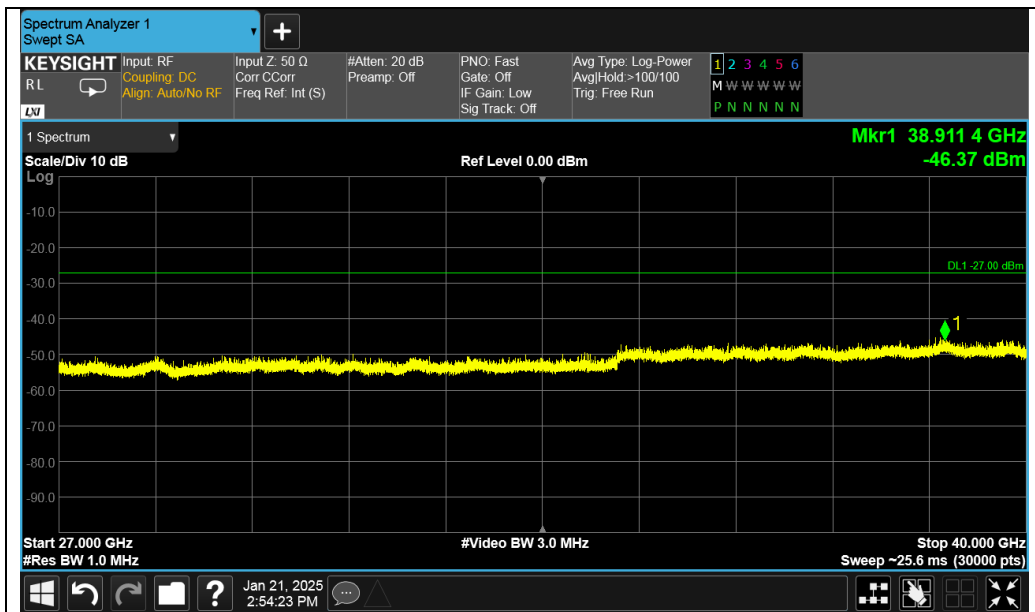 Spectrum Analyzer 1
Swept SA
KEYSIGHT
R L
LXI
Input: RF
Coupling: DC
Align: Auto/No RF
Input Z: 50 Ω
Corr CCorr
Freq Ref: Int (S)
#Atten: 20 dB
Preamp: Off
PNO: Fast
Gate: Off
IF Gain: Low
Sig Track: Off
Avg Type: Log-Power
Avg|Hold:>100/100
Trig: Free Run
1 2 3 4 5 6
M W W W W W
P N N N N N
1 Spectrum
Scale/Div 10 dB
Log
Ref Level 0.00 dBm
Mkr1 38.911 4 GHz
-46.37 dBm
-10.0
-20.0
DL1 -27.00 dBm
-30.0
-40.0
1
-50.0
-60.0
-70.0
-80.0
-90.0
Start 27.000 GHz
#Res BW 1.0 MHz
#Video BW 3.0 MHz
Stop 40.000 GHz
Sweep ~25.6 ms (30000 pts)
?
Jan 21, 2025
2:54:23 PM